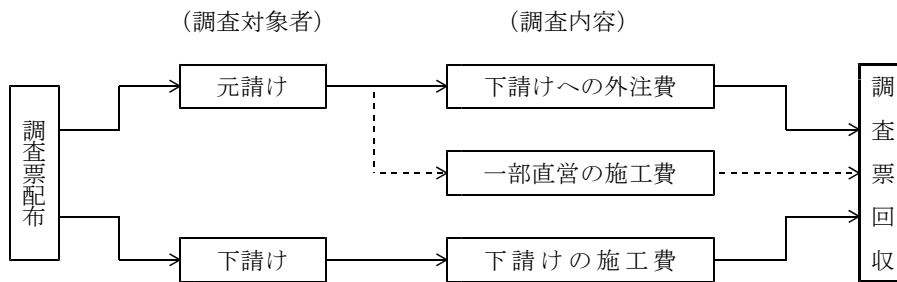 （調査対象者）
（調査内容）
調査票配布
元請け
下請けへの外注費
一部直営の施工費
下請け
下請けの施工費
調査票回収